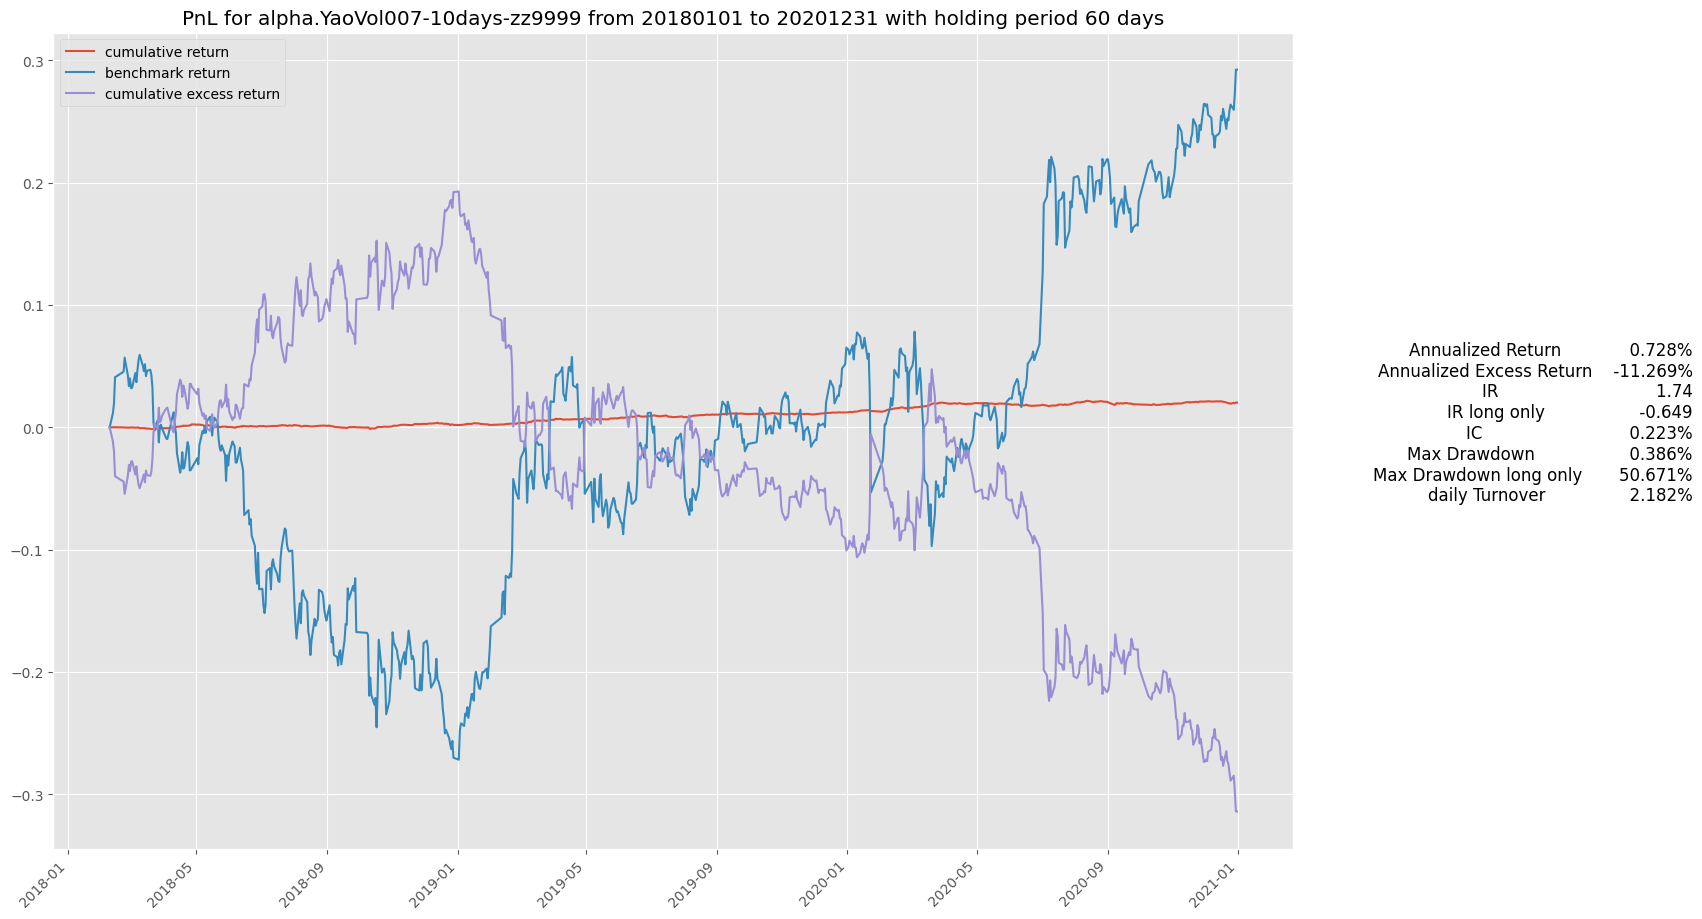 PnL for alpha.YaoVol007-10days-zz9999 from 20180101 to 20201231 with holding period 60 days
cumulative return
benchmark return
cumulative excess return
0.3
0.2
0.1
0.0
−0.1
−0.2
−0.3
2018-01
2018-05
2018-09
2019-01
2019-05
2019-09
2020-01
2020-05
2020-09
2021-01
Annualized Return 0.728%
Annualized Excess Return -11.269%
IR 1.74
IR long only -0.649
IC 0.223%
Max Drawdown 0.386%
Max Drawdown long only 50.671%
daily Turnover 2.182%